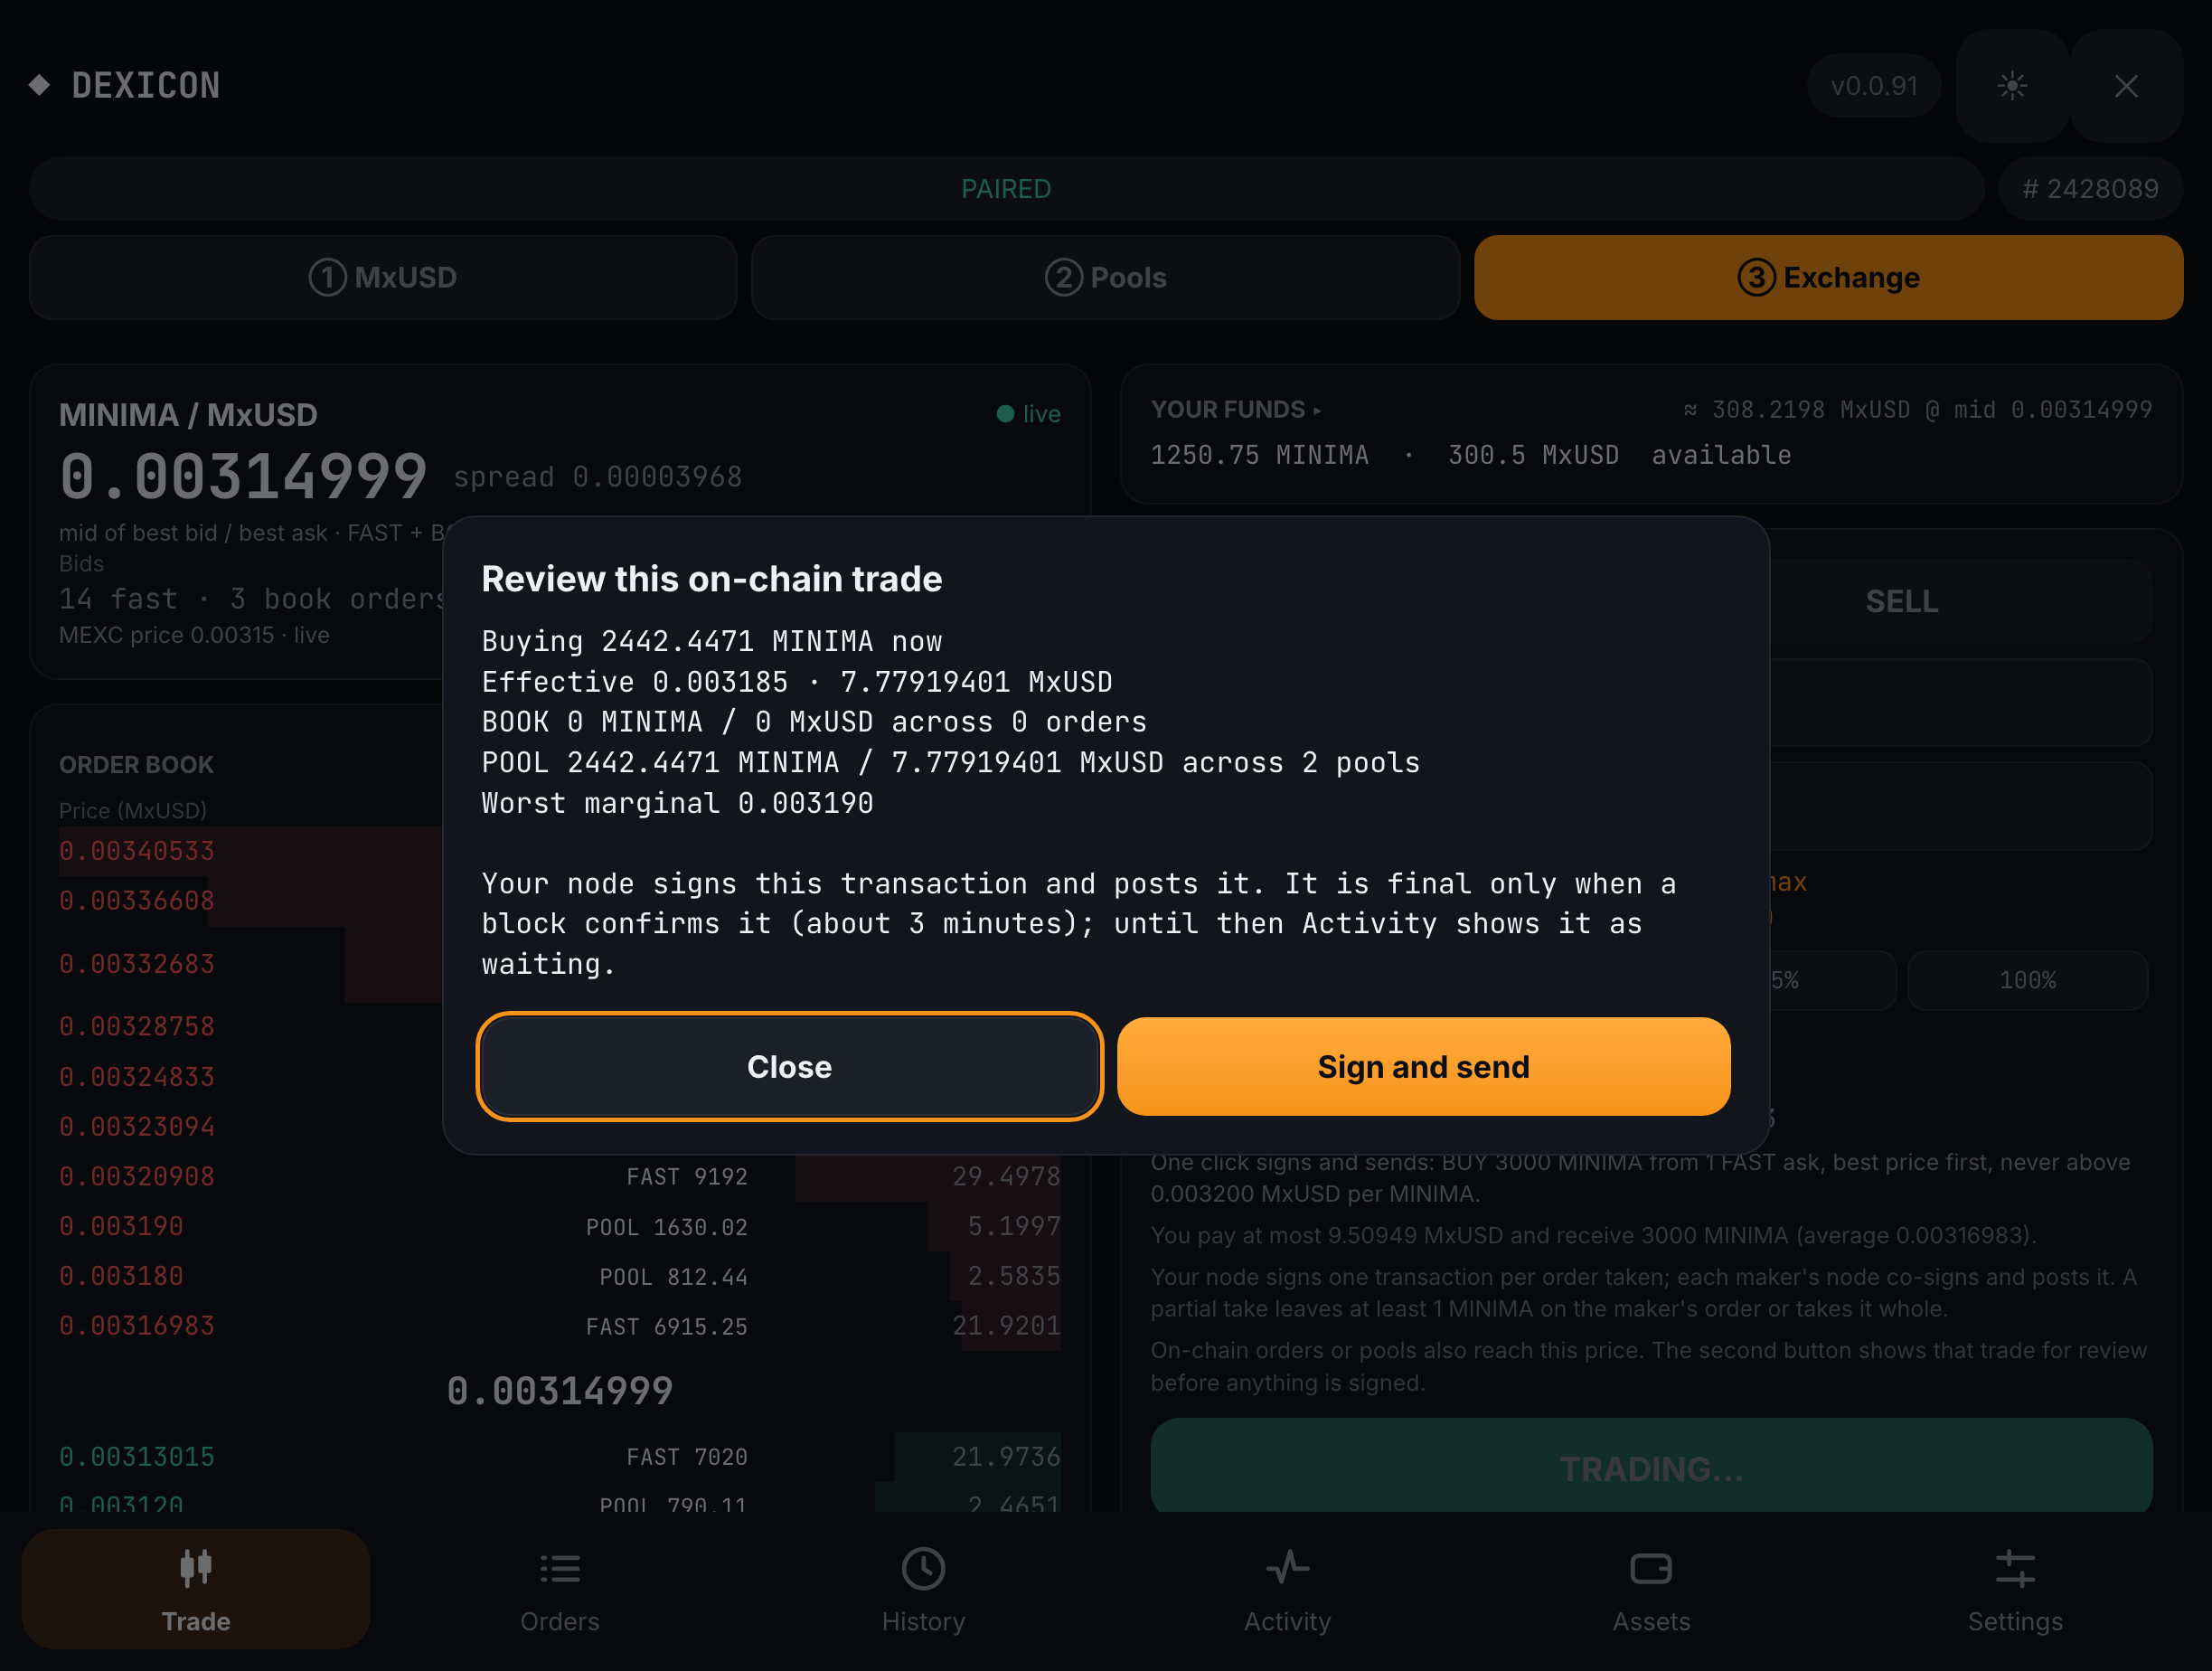 ◆ DEXICON
v0.0.91
PAIRED
# 2428089
① MxUSD
② Pools
③ Exchange
MINIMA / MxUSD
live
0.00314999 spread 0.00003968
mid of best bid / best ask · FAST + B
Bids
14 fast · 3 book orders
MEXC price 0.00315 · live
YOUR FUNDS ▸
≈ 308.2198 MxUSD @ mid 0.00314999
1250.75 MINIMA · 300.5 MxUSD available
SELL
100%
Review this on-chain trade
Buying 2442.4471 MINIMA now
Effective 0.003185 · 7.77919401 MxUSD
BOOK 0 MINIMA / 0 MxUSD across 0 orders
POOL 2442.4471 MINIMA / 7.77919401 MxUSD across 2 pools
Worst marginal 0.003190
Your node signs this transaction and posts it. It is final only when a
block confirms it (about 3 minutes); until then Activity shows it as
waiting.
Close
Sign and send
ORDER BOOK
Price (MxUSD)
0.00340533
0.00336608
0.00332683
0.00328758
0.00324833
0.00323094
0.00320908 FAST 9192 29.4978
0.003190 POOL 1630.02 5.1997
0.003180 POOL 812.44 2.5835
0.00316983 FAST 6915.25 21.9201
0.00314999
0.00313015 FAST 7020 21.9736
0.003120 POOL 790.11 2.4651
One click signs and sends: BUY 3000 MINIMA from 1 FAST ask, best price first, never above
0.003200 MxUSD per MINIMA.
You pay at most 9.50949 MxUSD and receive 3000 MINIMA (average 0.00316983).
Your node signs one transaction per order taken; each maker's node co-signs and posts it. A
partial take leaves at least 1 MINIMA on the maker's order or takes it whole.
On-chain orders or pools also reach this price. The second button shows that trade for review
before anything is signed.
TRADING...
Trade
Orders
History
Activity
Assets
Settings